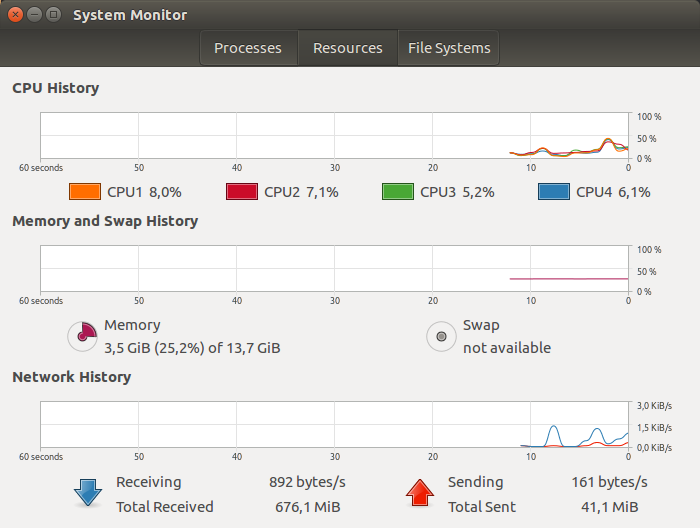 System Monitor
Processes Resources File Systems
CPU History
100 %
50 %
0 %
60 seconds 50 40 30 20 10 0
CPU1 8,0% CPU2 7,1% CPU3 5,2% CPU4 6,1%
Memory and Swap History
100 %
50 %
0 %
60 seconds 50 40 30 20 10 0
Memory Swap
3,5 GiB (25,2%) of 13,7 GiB not available
Network History
3,0 KiB/s
1,5 KiB/s
0,0 KiB/s
60 seconds 50 40 30 20 10 0
Receiving 892 bytes/s Sending 161 bytes/s
Total Received 676,1 MiB Total Sent 41,1 MiB